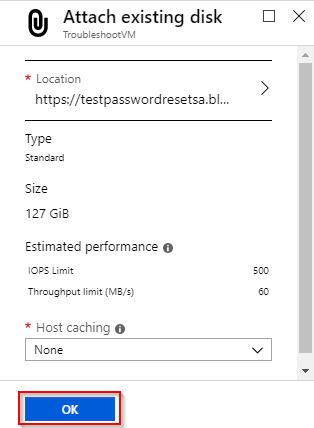 Attach existing disk
TroubleshootVM
* Location
https://testpasswordresetsa.bl...
Type
Standard
Size
127 GiB
Estimated performance
IOPS Limit 500
Throughput limit (MB/s) 60
* Host caching
None
OK